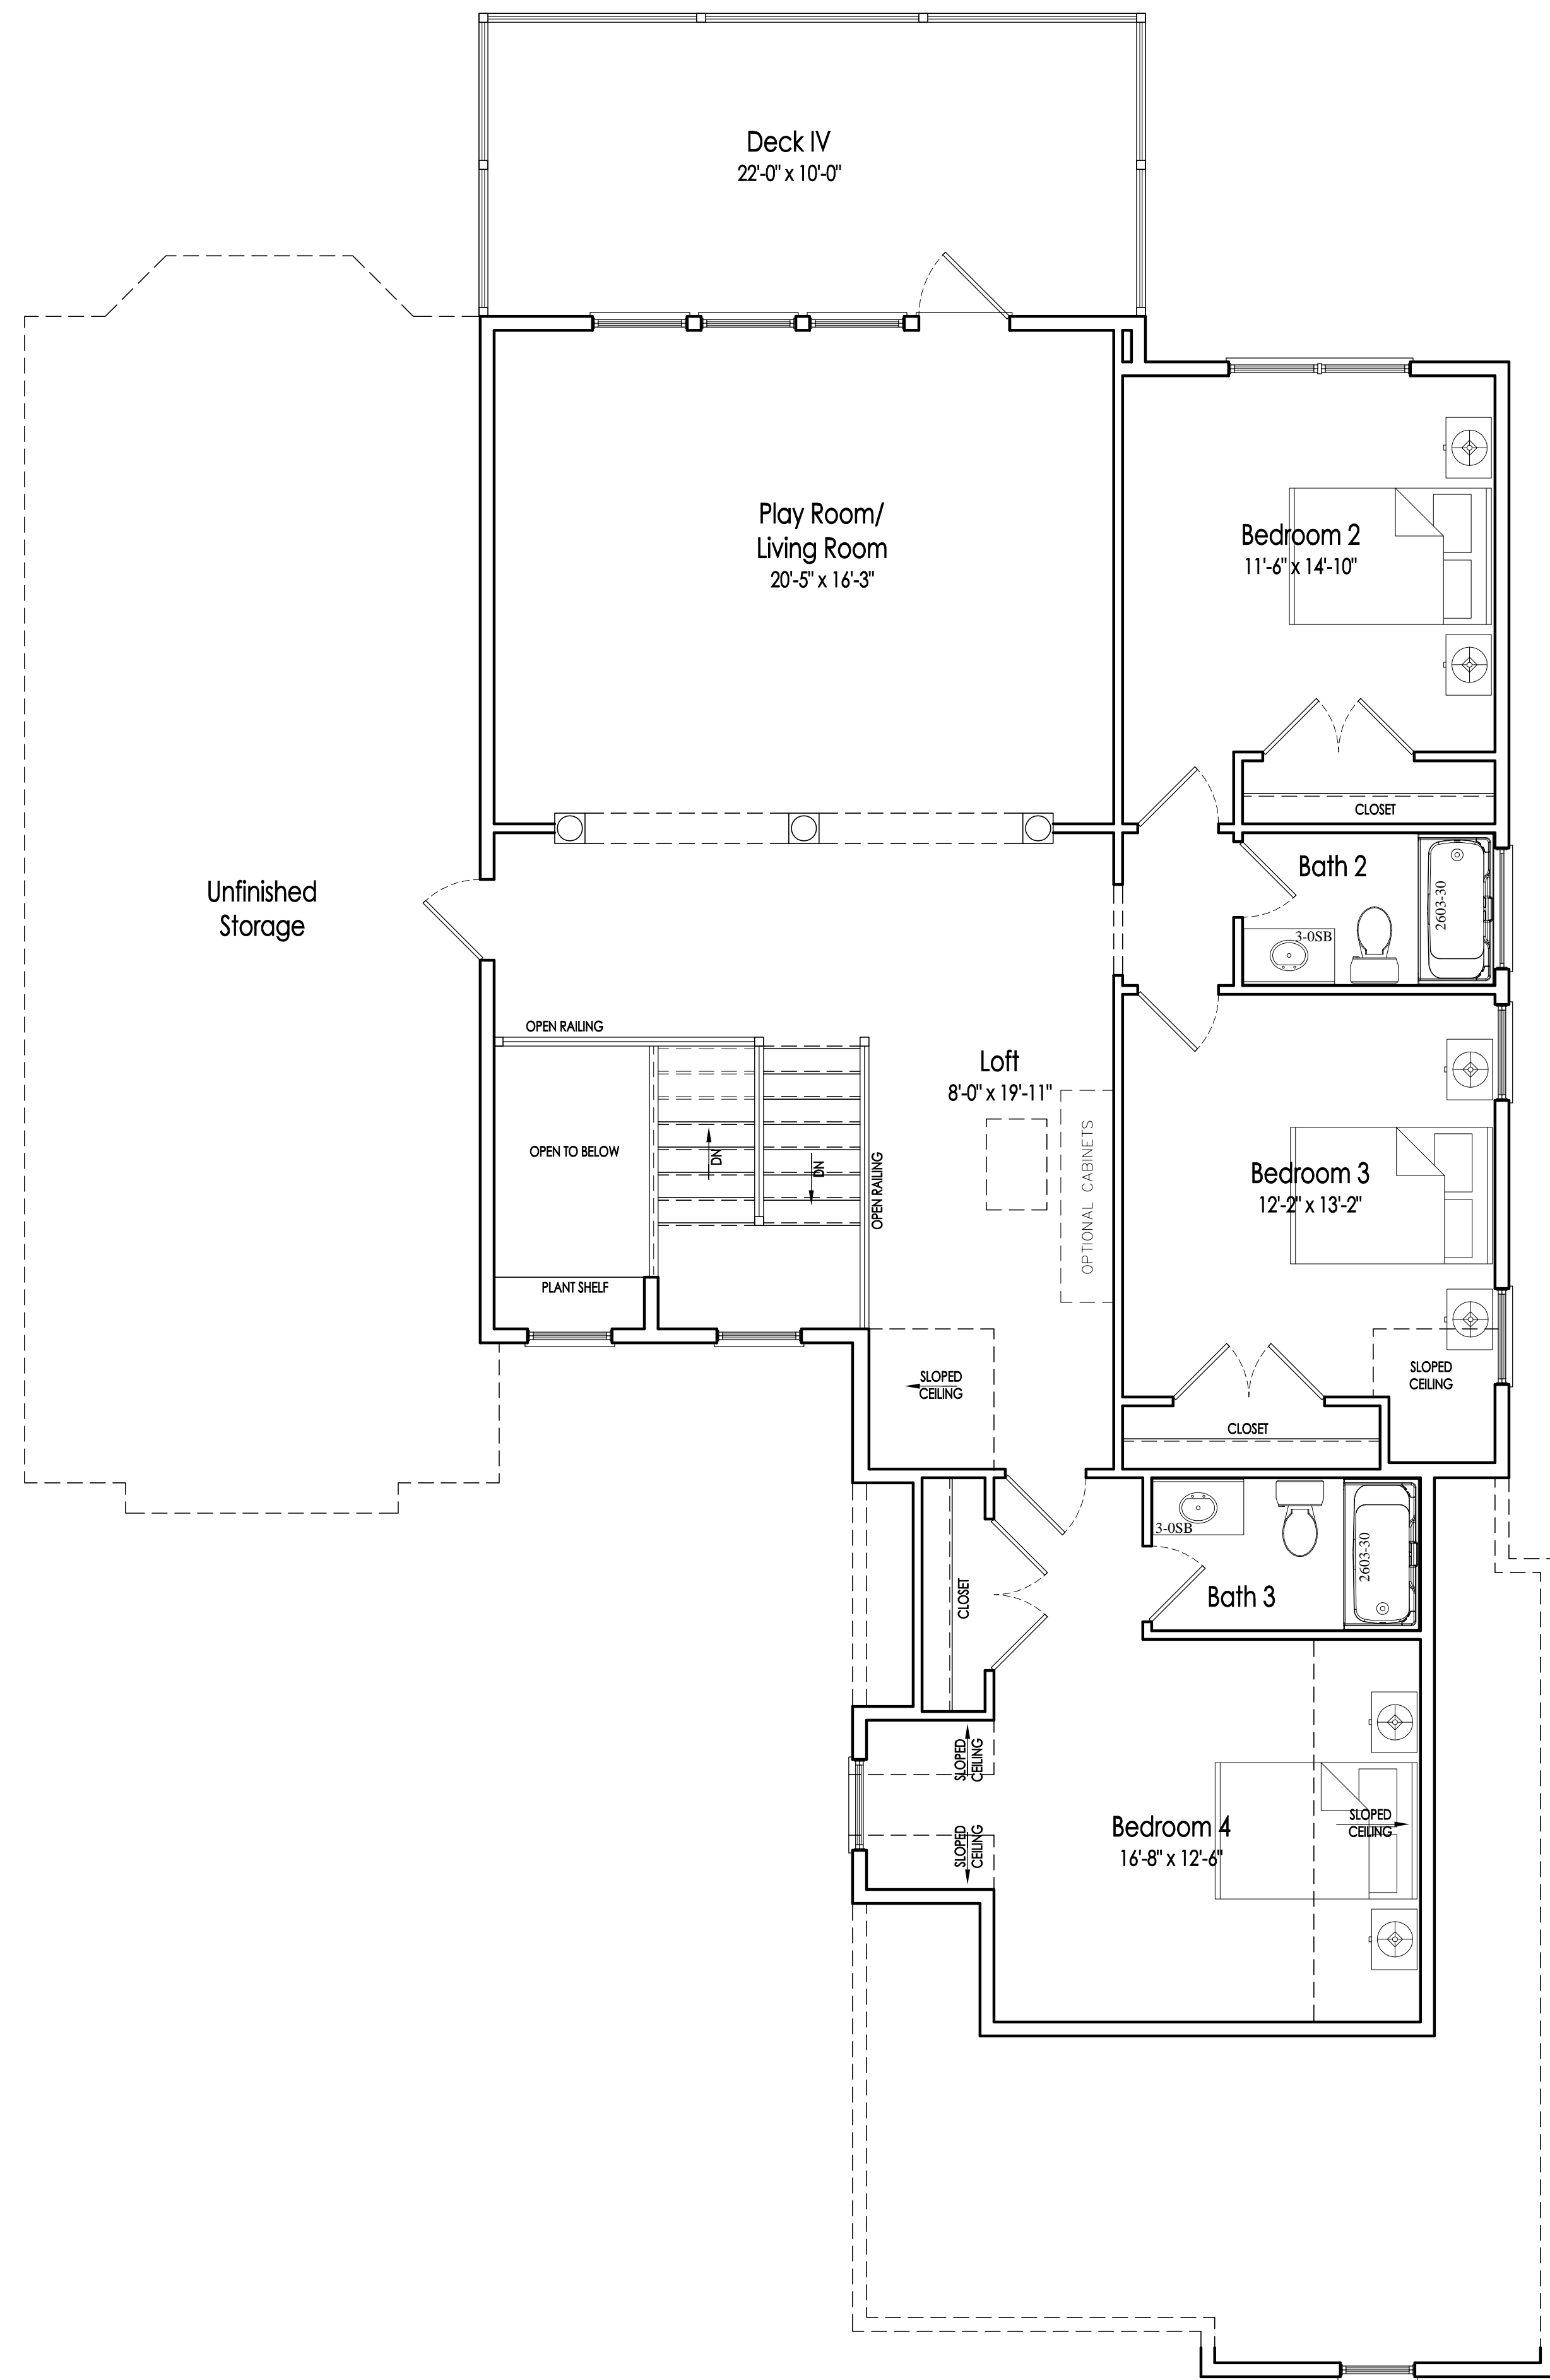 Deck IV
22'-0" x 10'-0"
Play Room/
Living Room
20'-5" x 16'-3"
Bedroom 2
11'-6" x 14'-10"
CLOSET
Bath 2
2603-30
3-0SB
Unfinished
Storage
OPEN RAILING
Loft
8'-0" x 19'-11"
OPEN TO BELOW
DN
DN
OPEN RAILING
OPTIONAL CABINETS
Bedroom 3
12'-2" x 13'-2"
PLANT SHELF
SLOPED
CEILING
SLOPED
CEILING
CLOSET
3-0SB
2603-30
CLOSET
Bath 3
SLOPED
CEILING
SLOPED
CEILING
Bedroom 4
16'-8" x 12'-6"
SLOPED
CEILING